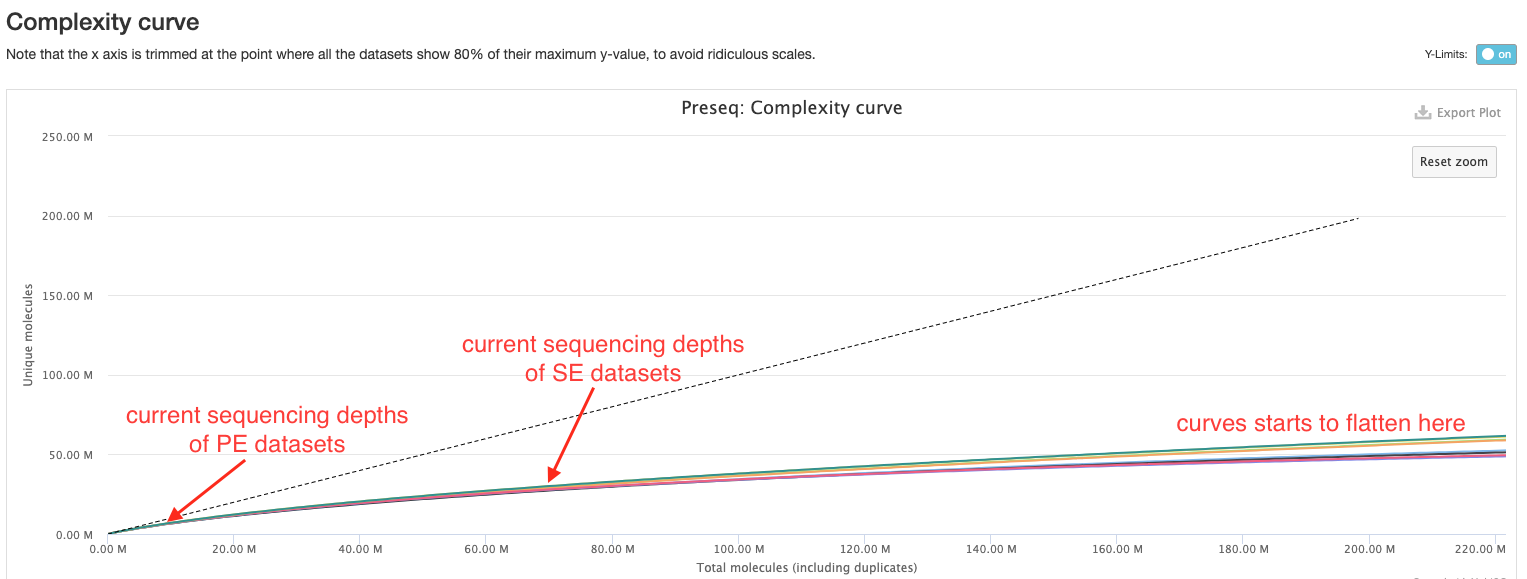 Complexity curve
Note that the x axis is trimmed at the point where all the datasets show 80% of their maximum y-value, to avoid ridiculous scales.
Y-Limits: on
Preseq: Complexity curve
Export Plot
Reset zoom
250.00 M
200.00 M
150.00 M
100.00 M
50.00 M
0.00 M
Unique molecules
current sequencing depths
of SE datasets
current sequencing depths
of PE datasets
curves starts to flatten here
0.00 M 20.00 M 40.00 M 60.00 M 80.00 M 100.00 M 120.00 M 140.00 M 160.00 M 180.00 M 200.00 M 220.00 M
Total molecules (including duplicates)